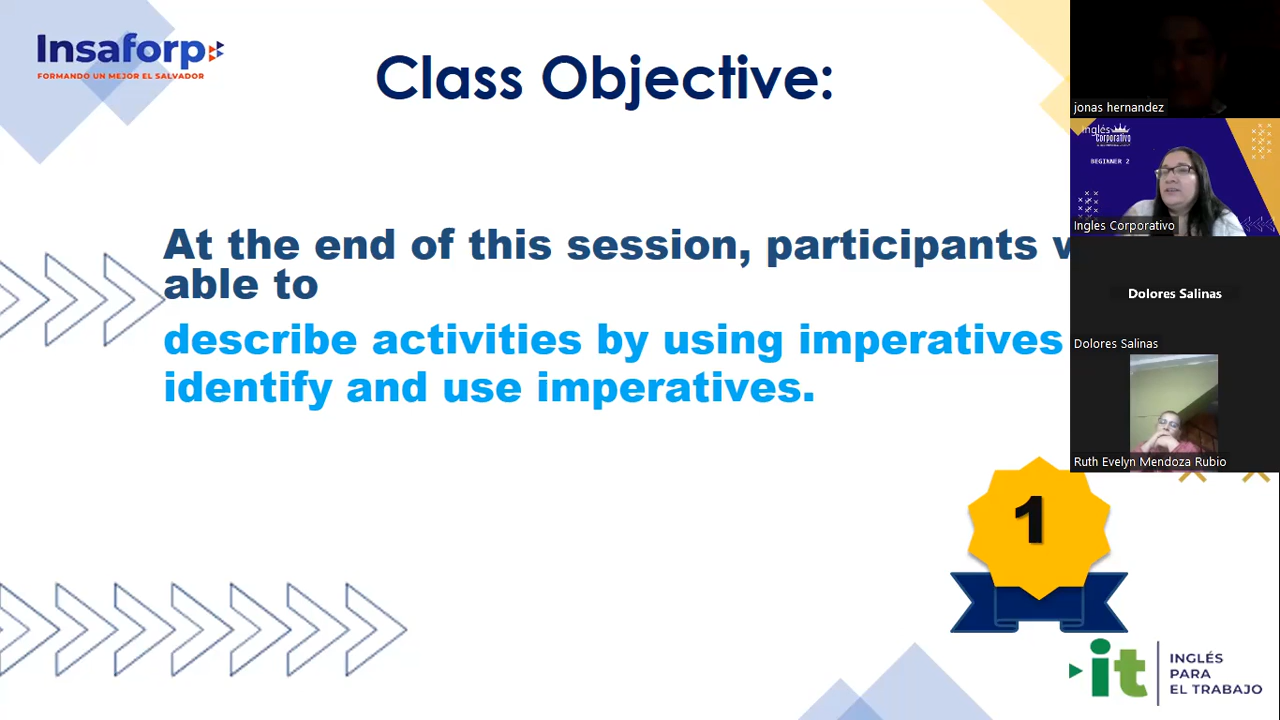 Insaforp
FORMANDO UN MEJOR EL SALVADOR
Class Objective:
At the end of this session, participants
able to
describe activities by using imperatives
identify and use imperatives.
1
INGLÉS
PARA
EL TRABAJO
it
jonas hernandez
Inglés
Corporativo
BEGINNER 2
Ingles Corporativo
Dolores Salinas
Dolores Salinas
Ruth Evelyn Mendoza Rubio